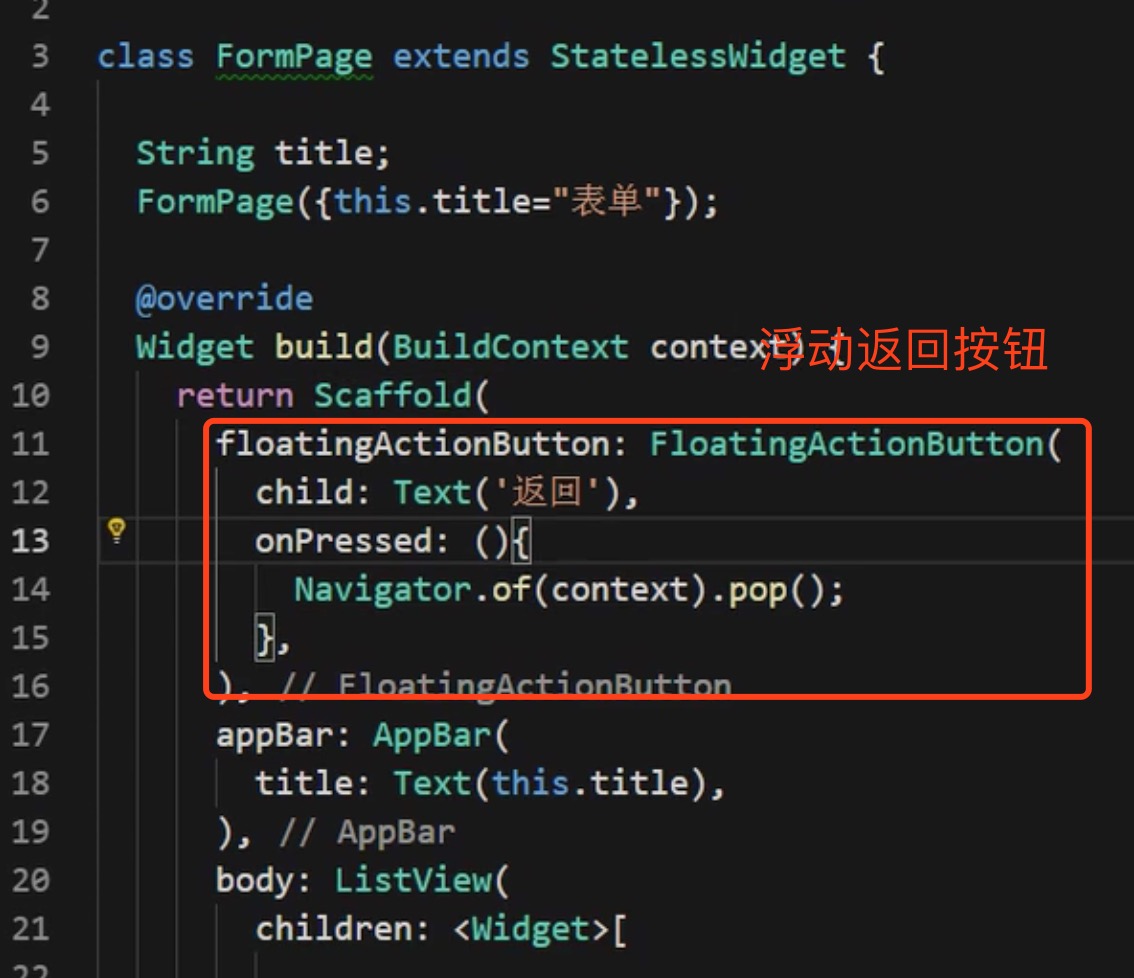 2
3 class FormPage extends StatelessWidget {
4
5 String title;
6 FormPage({this.title="表单"});
7
8 @override
9 Widget build(BuildContext context) {
浮动返回按钮
10 return Scaffold(
11 floatingActionButton: FloatingActionButton(
12 child: Text('返回'),
13 onPressed: (){
14 Navigator.of(context).pop();
15 },
16 ), // FloatingActionButton
17 appBar: AppBar(
18 title: Text(this.title),
19 ), // AppBar
20 body: ListView(
21 children: <Widget>[
22